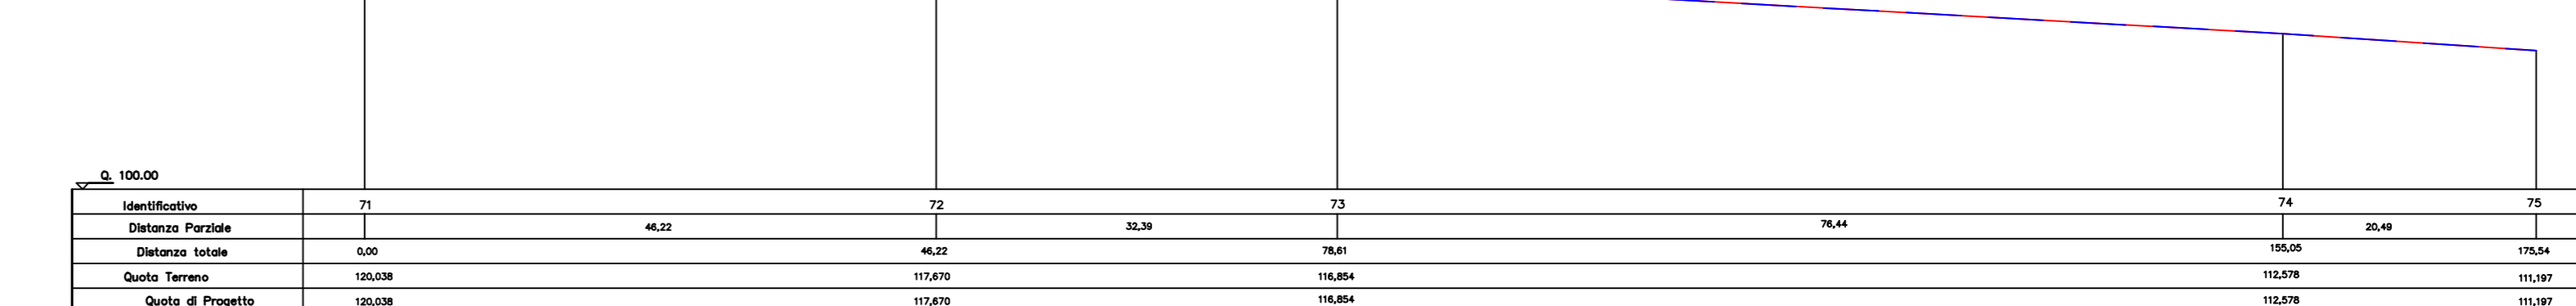 Q. 100.00
Identificativo 71 72 73 74 75
Distanza Parziale 46,22 32,39 76,44 20,49
Distanza totale 0,00 46,22 78,61 155,05 175,54
Quota Terreno 120,038 117,670 116,854 112,578 111,197
Quota di Progetto 120,038 117,670 116,854 112,578 111,197